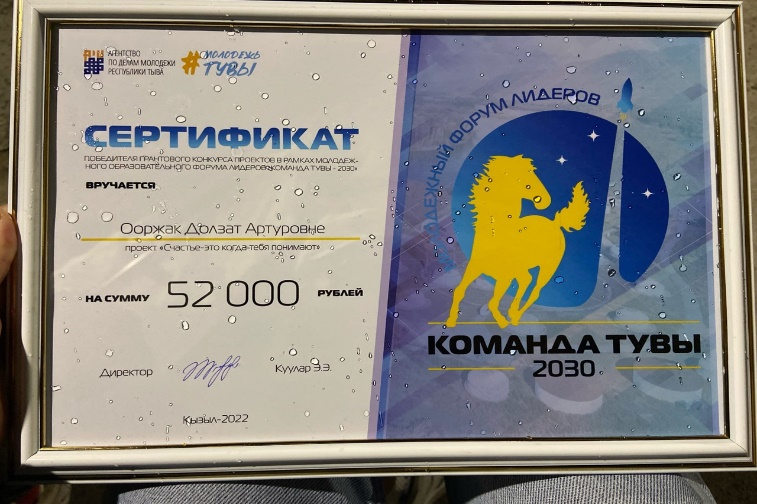 АГЕНТСТВО
ПО ДЕЛАМ МОЛОДЕЖИ
РЕСПУБЛИКИ ТЫВА
#МОЛОДЕЖЬ
ТУВЫ
СЕРТИФИКАТ
ПОБЕДИТЕЛЯ ГРАНТОВОГО КОНКУРСА ПРОЕКТОВ В РАМКАХ МОЛОДЕЖ-
НОГО ОБРАЗОВАТЕЛЬНОГО ФОРУМА ЛИДЕРОВ «КОМАНДА ТУВЫ - 2030»
ВРУЧАЕТСЯ
Ооржак Долзат Артуровне
проект «Счастье-это когда тебя понимают»
НА СУММУ 52 000 РУБЛЕЙ
Директор Куулар Э.Э.
Кызыл-2022
МОЛОДЕЖНЫЙ ФОРУМ ЛИДЕРОВ
КОМАНДА ТУВЫ
2030